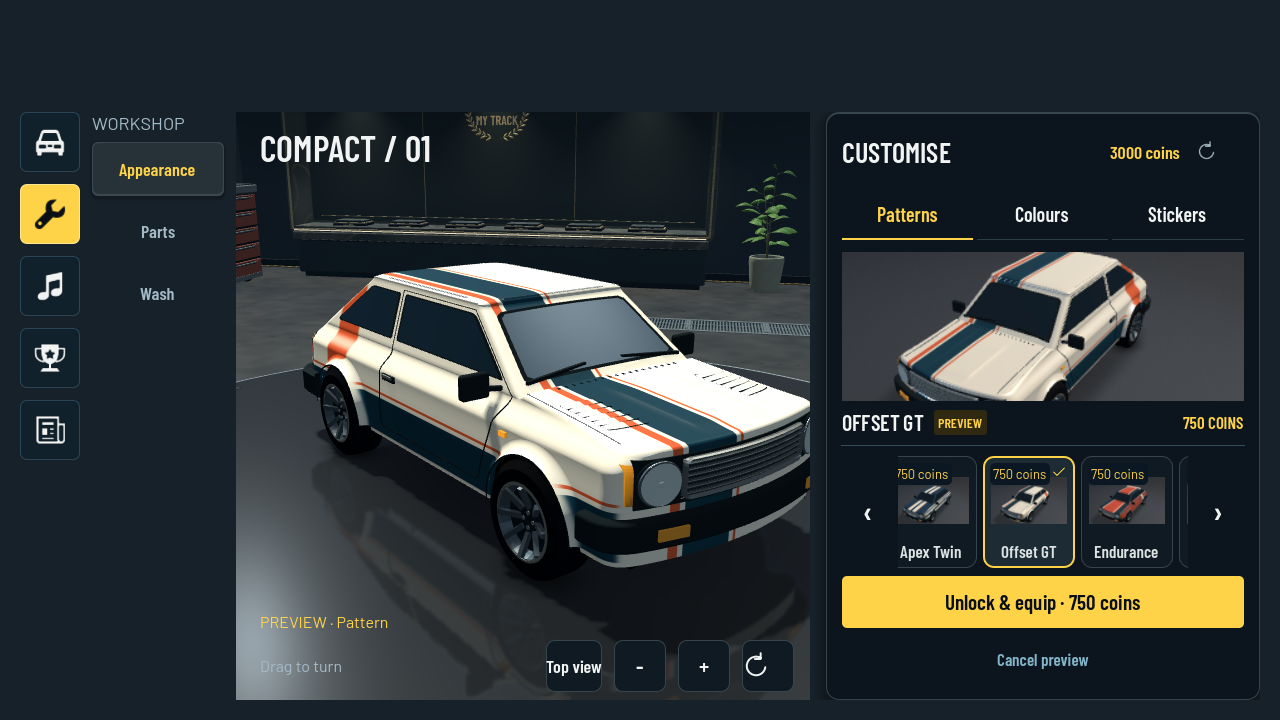 WORKSHOP
Appearance
Parts
Wash
MY TRACK
COMPACT / 01
PREVIEW · Pattern
Drag to turn
Top view
-
+
CUSTOMISE
3000 coins
Patterns
Colours
Stickers
OFFSET GT
PREVIEW
750 COINS
750 coins
750 coins
750 coins
‹
›
Apex Twin
Offset GT
Endurance
Unlock & equip · 750 coins
Cancel preview